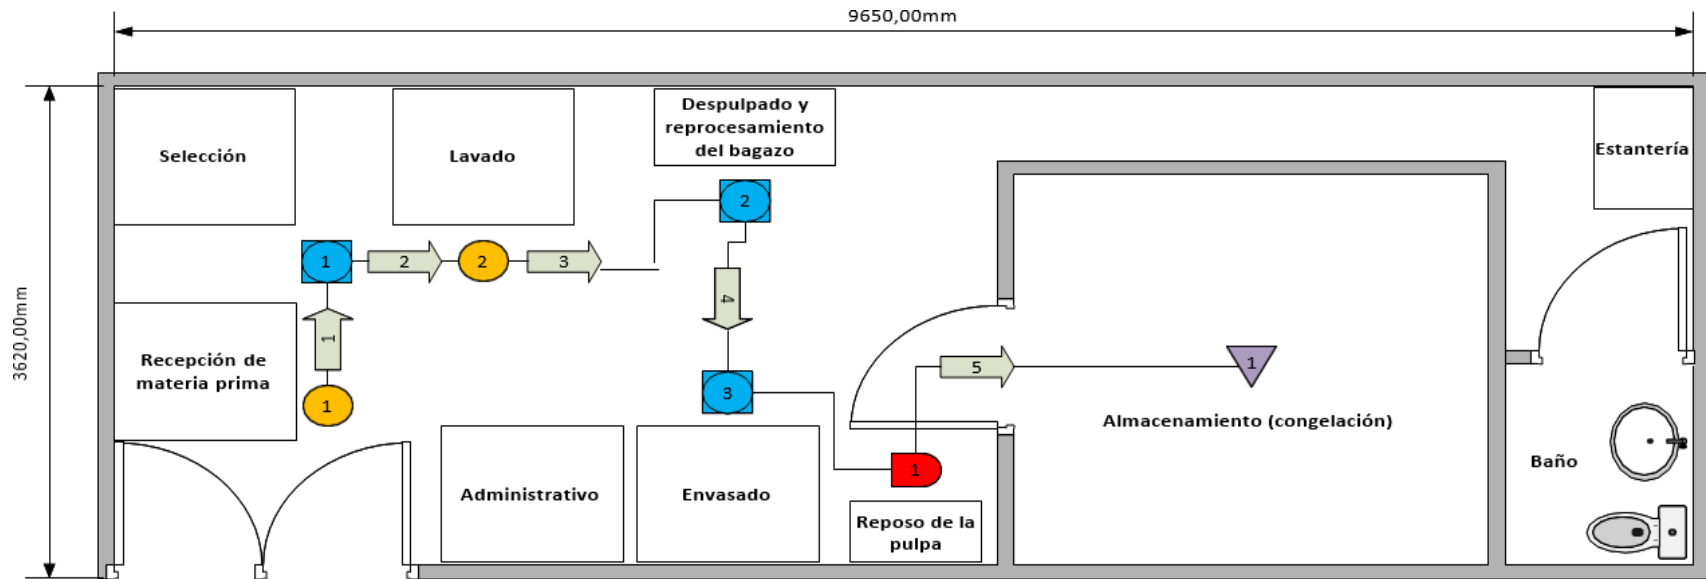 9650,00mm
3620,00mm
Selección
Lavado
Despulpado y
reprocesamiento
del bagazo
Estantería
2
1
2
2
3
4
1
Recepción de
materia prima
1
3
5
1
Almacenamiento (congelación)
Administrativo
Envasado
1
Reposo de la
pulpa
Baño